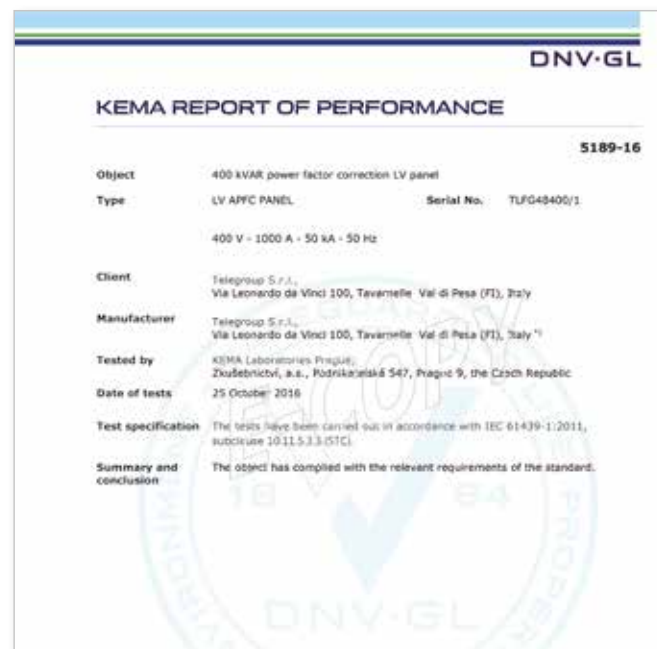 DNV·GL
KEMA REPORT OF PERFORMANCE
5189-16
Object 400 kVAR power factor correction LV panel
Type LV APFC PANEL Serial No. TLFG48400/1
400 V - 1000 A - 50 kA - 50 Hz
Client Telegroup S.r.l.,
Via Leonardo da Vinci 100, Tavarnelle Val di Pesa (FI), Italy
Manufacturer Telegroup S.r.l.,
Via Leonardo da Vinci 100, Tavarnelle Val di Pesa (FI), Italy
Tested by KEMA Laboratories Prague,
Zkušebnictví, a.s., Podnikatelská 547, Prague 9, the Czech Republic
Date of tests 25 October 2016
Test specification The tests have been carried out in accordance with IEC 61439-1:2011,
subclause 10.11.5.3.3 (STC).
Summary and The object has complied with the relevant requirements of the standard.
conclusion
E-COPY
18 84
DNV·GL